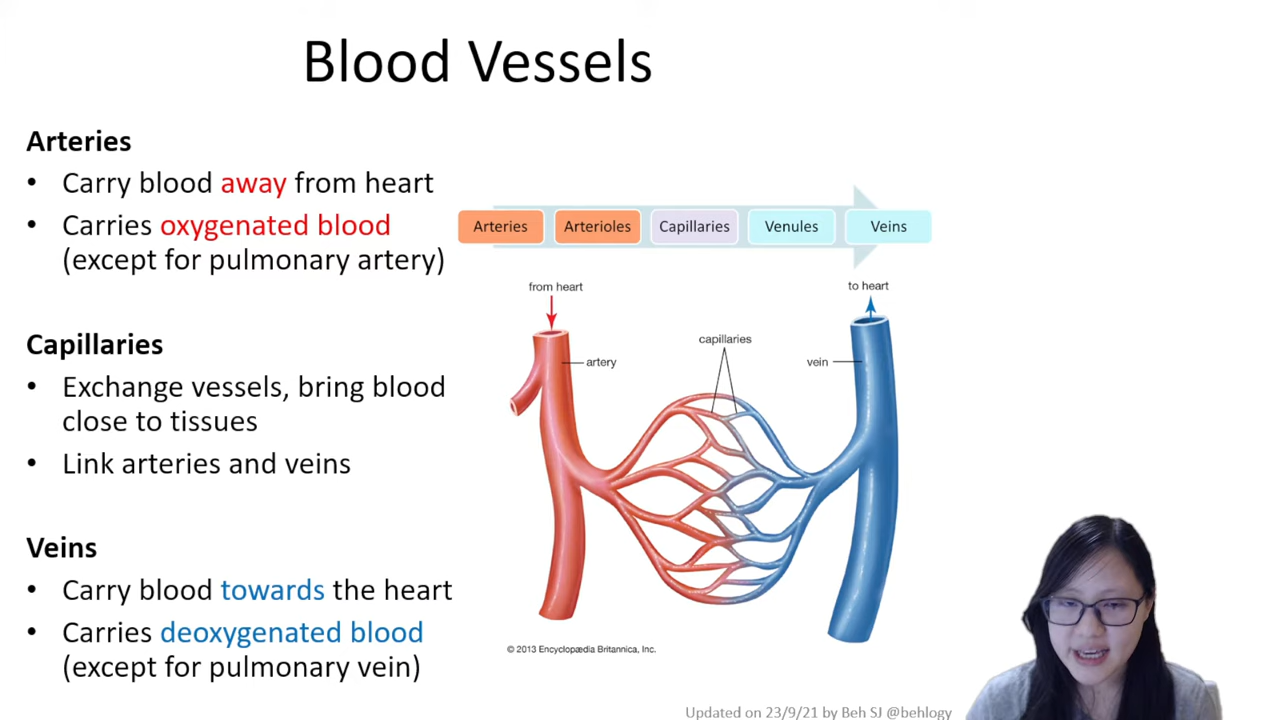 Blood Vessels
Arteries
• Carry blood away from heart
• Carries oxygenated blood
(except for pulmonary artery)
Capillaries
• Exchange vessels, bring blood
close to tissues
• Link arteries and veins
Veins
• Carry blood towards the heart
• Carries deoxygenated blood
(except for pulmonary vein)
Arteries Arterioles Capillaries Venules Veins
from heart
to heart
capillaries
artery
vein
© 2013 Encyclopædia Britannica, Inc.
Updated on 23/9/21 by Beh SJ @behlogy